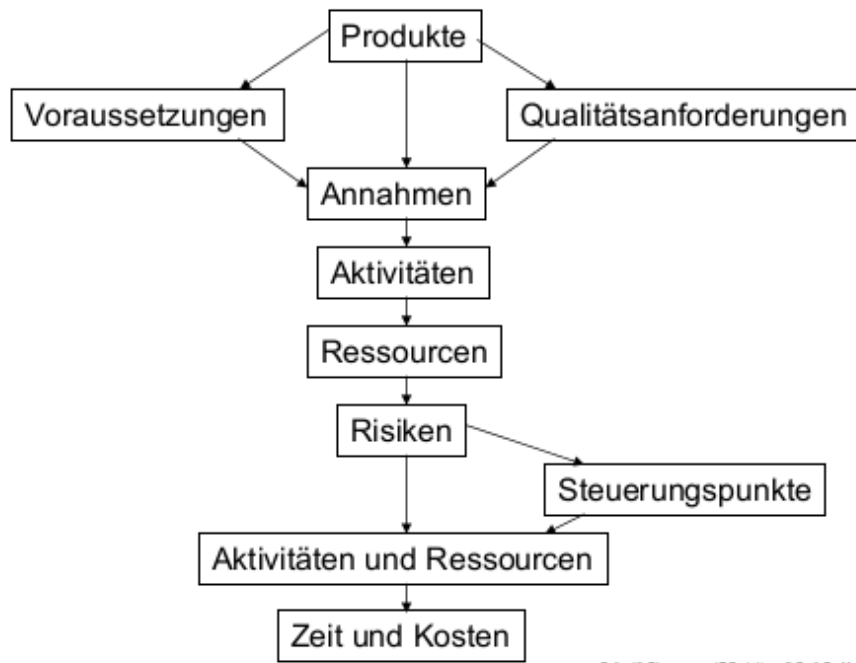 Produkte
Voraussetzungen
Qualitätsanforderungen
Annahmen
Aktivitäten
Ressourcen
Risiken
Steuerungspunkte
Aktivitäten und Ressourcen
Zeit und Kosten